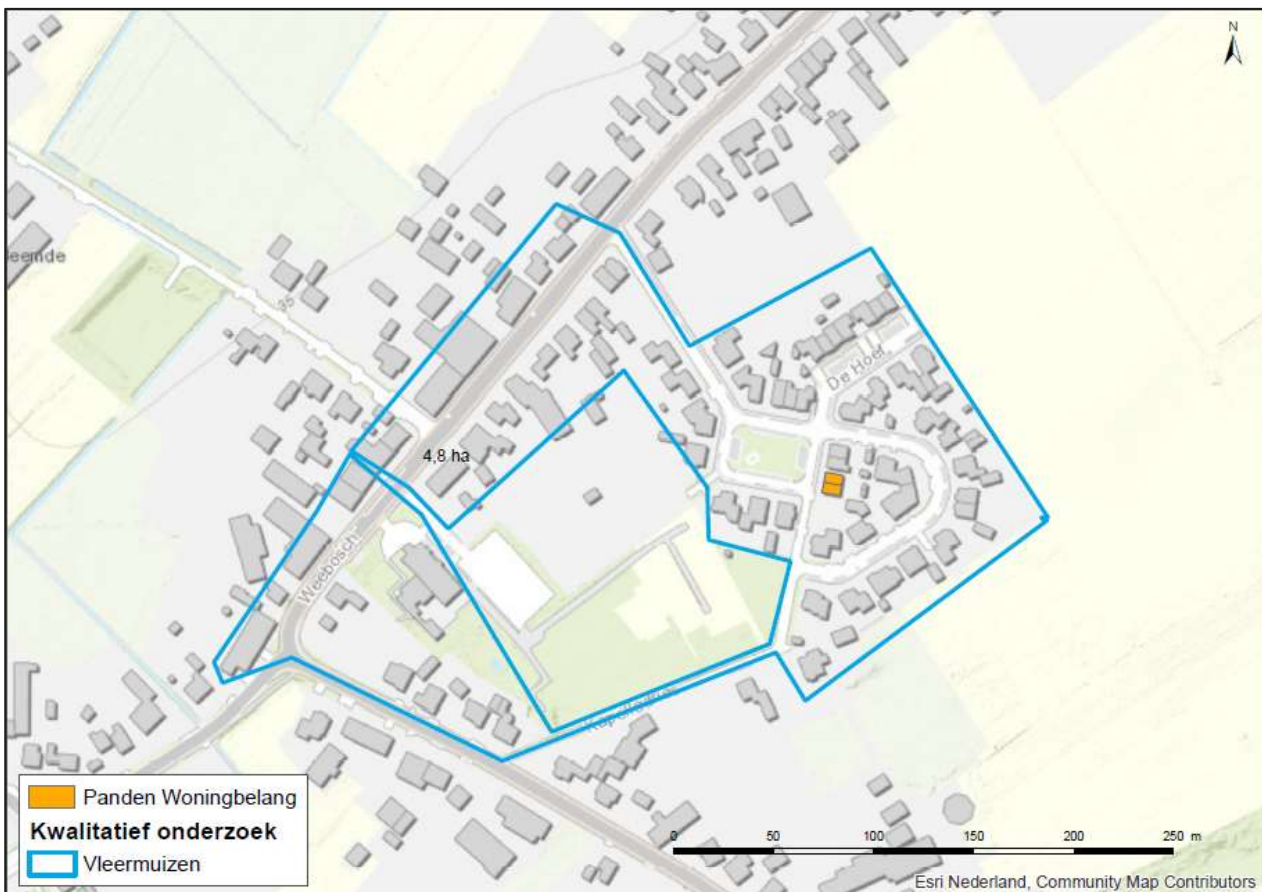 N
eemde
35
De Hoef
4,8 ha
Weebosch
Panden Woningbelang
Kwalitatief onderzoek
Vleermuizen
0 50 100 150 200 250 m
Esri Nederland, Community Map Contributors